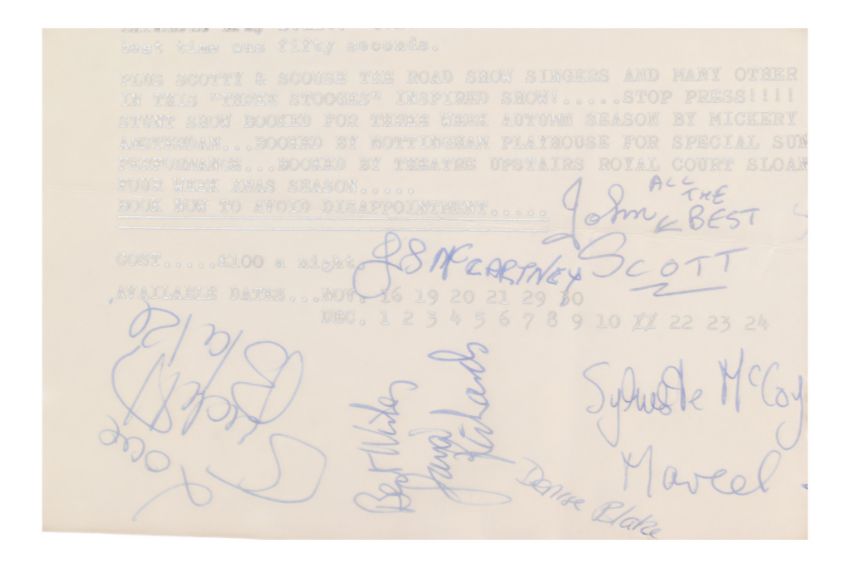 best time one fifty seconds.
PLUS SCOTTI & SCOUSE THE ROAD SHOW SINGERS AND MANY OTHER
IN THIS "THREE STOOGES" INSPIRED SHOW!.....STOP PRESS!!!!
STUNT SHOW BOOKED FOR THREE WEEK AUTUMN SEASON BY MICKERY
AMSTERDAM...BOOKED BY NOTTINGHAM PLAYHOUSE FOR SPECIAL SUN
PERFORMANCE...BOOKED BY THEATRE UPSTAIRS ROYAL COURT SLOAN
FOUR WEEK XMAS SEASON.....
BOOK NOW TO AVOID DISAPPOINTMENT.....
John ALL THE BEST
SCOTT
McCARTNEY
COST.....£100 a night.
AVAILABLE DATES...NOV. 16 19 20 21 29 30
DEC. 1 2 3 4 5 6 7 8 9 10 11 22 23 24
Best Wishes
Richards
Sylveste McCoy
Marcel
Denise Blake
Love